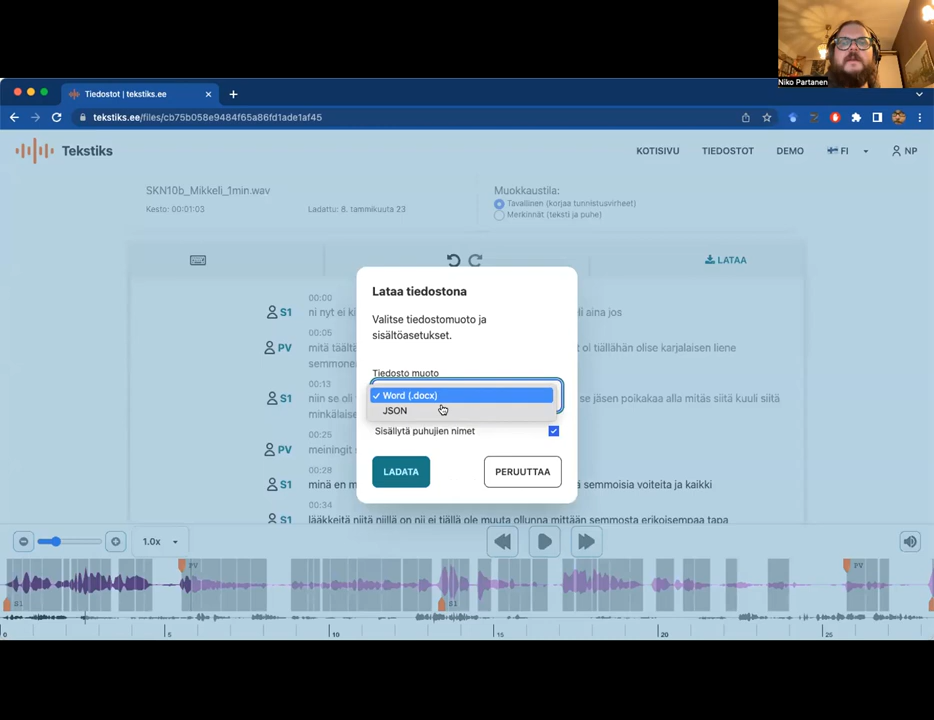 Niko Partanen
Tiedostot | tekstiks.ee
tekstiks.ee/files/cb75b058e9484f65a86fd1ade1af45
Tekstiks
KOTISIVU
TIEDOSTOT
DEMO
FI
NP
SKN10b_Mikkeli_1min.wav
Kesto: 00:01:03
Ladattu: 8. tammikuuta 23
Muokkaustila:
Tavallinen (korjaa tunnistusvirheet)
Merkinnät (teksti ja puhe)
LATAA
Lataa tiedostona
Valitse tiedostomuoto ja
sisältöasetukset.
Tiedosto muoto
Word (.docx)
JSON
Sisällytä puhujien nimet
LADATA
PERUUTTAA
00:00
S1 ni nyt ei ki aina jos
00:05
PV mitä täält ol tiellähän olise karjalaisen liene
semmone
00:13
S1 niin se ol se jäsen poikakaa alla mitäs siitä kuuli siitä
minkälaise
00:25
PV meiningit
00:28
S1 minä en m semmoisia voiteita ja kaikki
00:34
S1 lääkkeitä niitä niillä on nii ei tiällä ole muuta ollunna mittään semmosta erikoisempaa tapa
1.0x
PV
PV
S1
S1
0
5
10
15
20
25